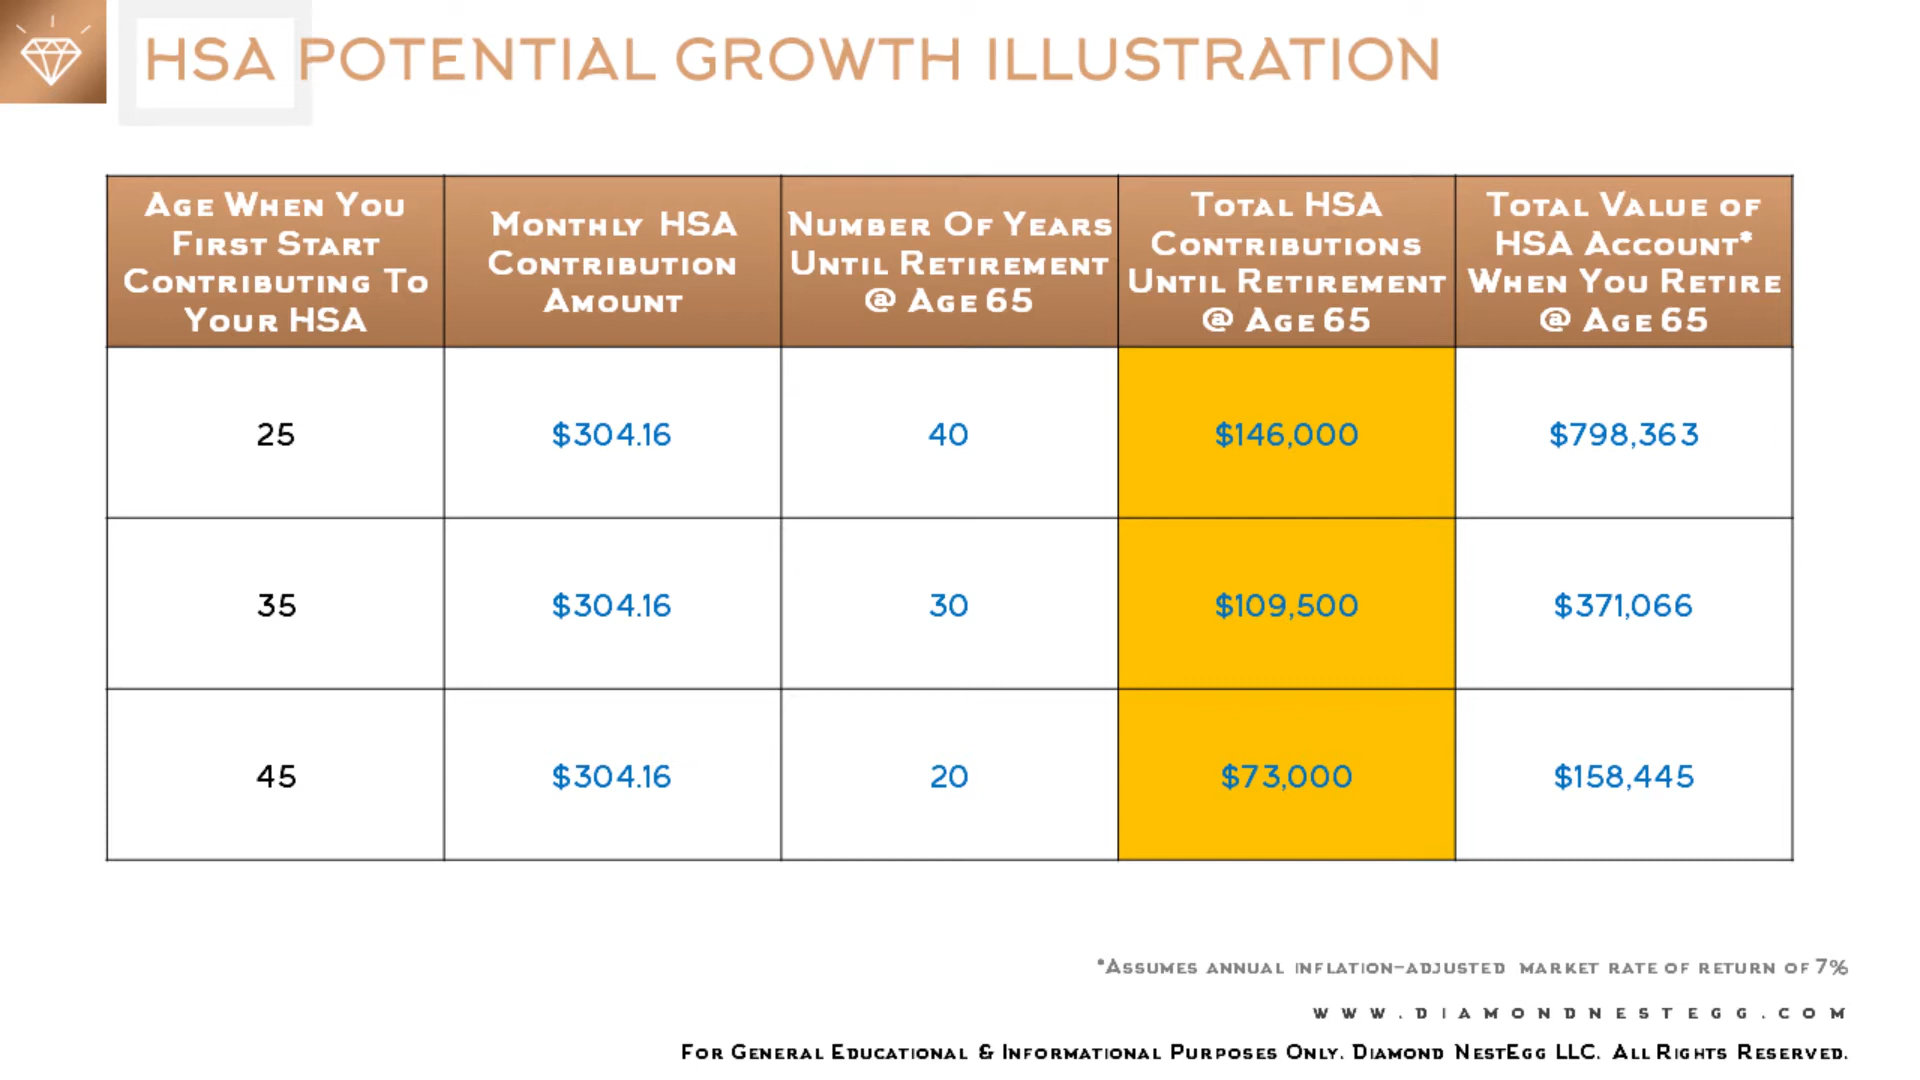 HSA POTENTIAL GROWTH ILLUSTRATION
AGE WHEN YOU
FIRST START
CONTRIBUTING TO
YOUR HSA
MONTHLY HSA
CONTRIBUTION
AMOUNT
NUMBER OF YEARS
UNTIL RETIREMENT
@ AGE 65
TOTAL HSA
CONTRIBUTIONS
UNTIL RETIREMENT
@ AGE 65
TOTAL VALUE OF
HSA ACCOUNT*
WHEN YOU RETIRE
@ AGE 65
25 $304.16 40 $146,000 $798,363
35 $304.16 30 $109,500 $371,066
45 $304.16 20 $73,000 $158,445
*ASSUMES ANNUAL INFLATION-ADJUSTED MARKET RATE OF RETURN OF 7%
WWW.DIAMONDNESTEGG.COM
FOR GENERAL EDUCATIONAL & INFORMATIONAL PURPOSES ONLY. DIAMOND NESTEGG LLC. ALL RIGHTS RESERVED.